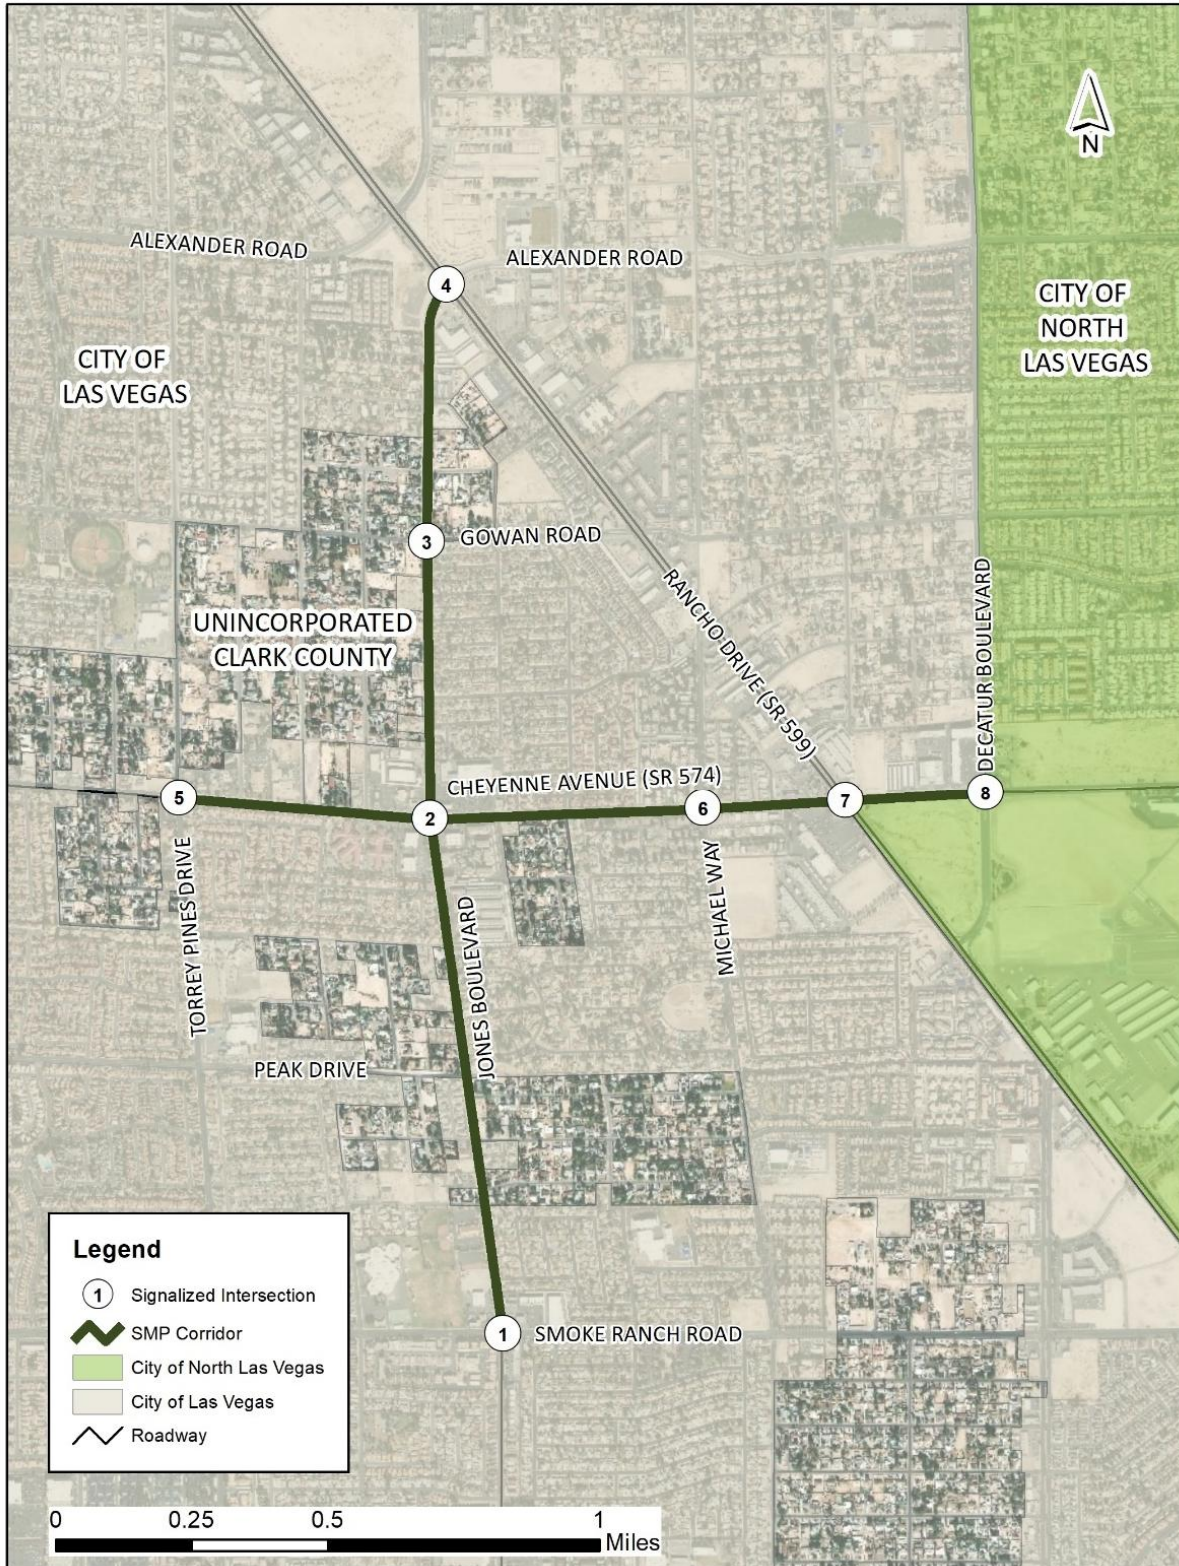 ALEXANDER ROAD
ALEXANDER ROAD
N
4
CITY OF
NORTH
LAS VEGAS
CITY OF
LAS VEGAS
3
GOWAN ROAD
UNINCORPORATED
CLARK COUNTY
RANCHO DRIVE (SR 599)
DECATUR BOULEVARD
CHEYENNE AVENUE (SR 574)
5
2
6
7
8
TORREY PINES DRIVE
JONES BOULEVARD
MICHAEL WAY
PEAK DRIVE
1
SMOKE RANCH ROAD
Legend
1 Signalized Intersection
SMP Corridor
City of North Las Vegas
City of Las Vegas
Roadway
0 0.25 0.5 1
Miles